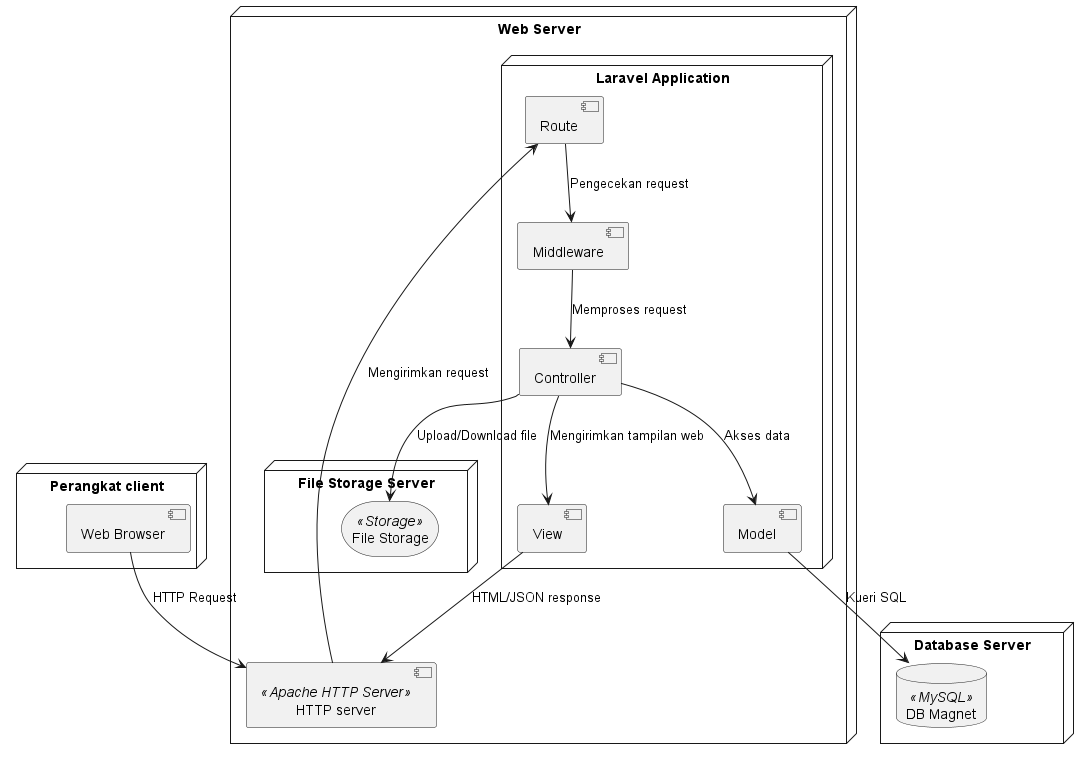 Web Server
Laravel Application
Route
Pengecekan request
Middleware
Memproses request
Mengirimkan request
Controller
Upload/Download file
Mengirimkan tampilan web
Akses data
Perangkat client
Web Browser
File Storage Server
«Storage»
File Storage
View
Model
HTTP Request
HTML/JSON response
Kueri SQL
«Apache HTTP Server»
HTTP server
Database Server
«MySQL»
DB Magnet